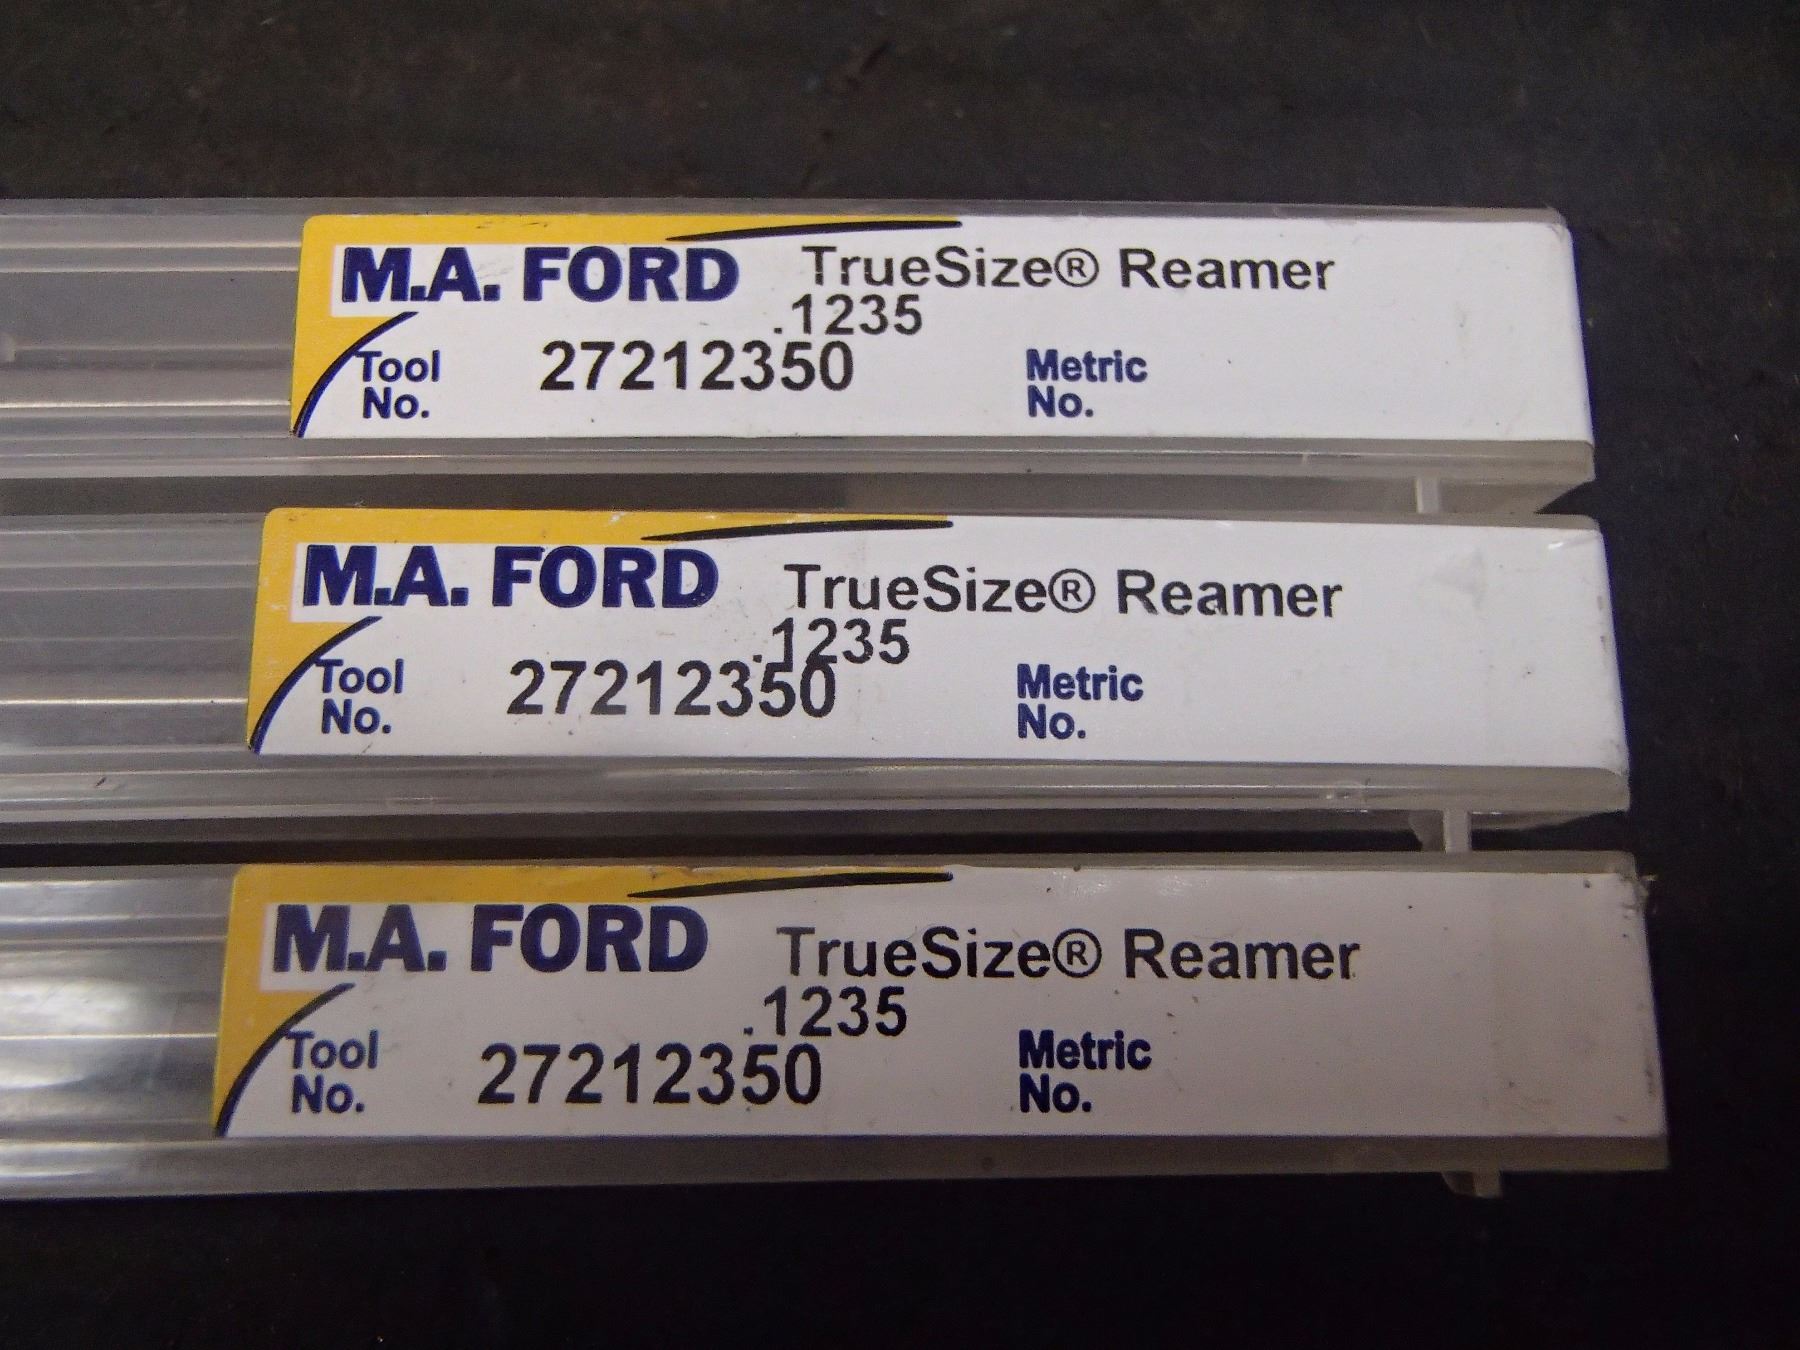 M.A. FORD TrueSize® Reamer
.1235
Tool No. 27212350 Metric No.
M.A. FORD TrueSize® Reamer
.1235
Tool No. 27212350 Metric No.
M.A. FORD TrueSize® Reamer
.1235
Tool No. 27212350 Metric No.